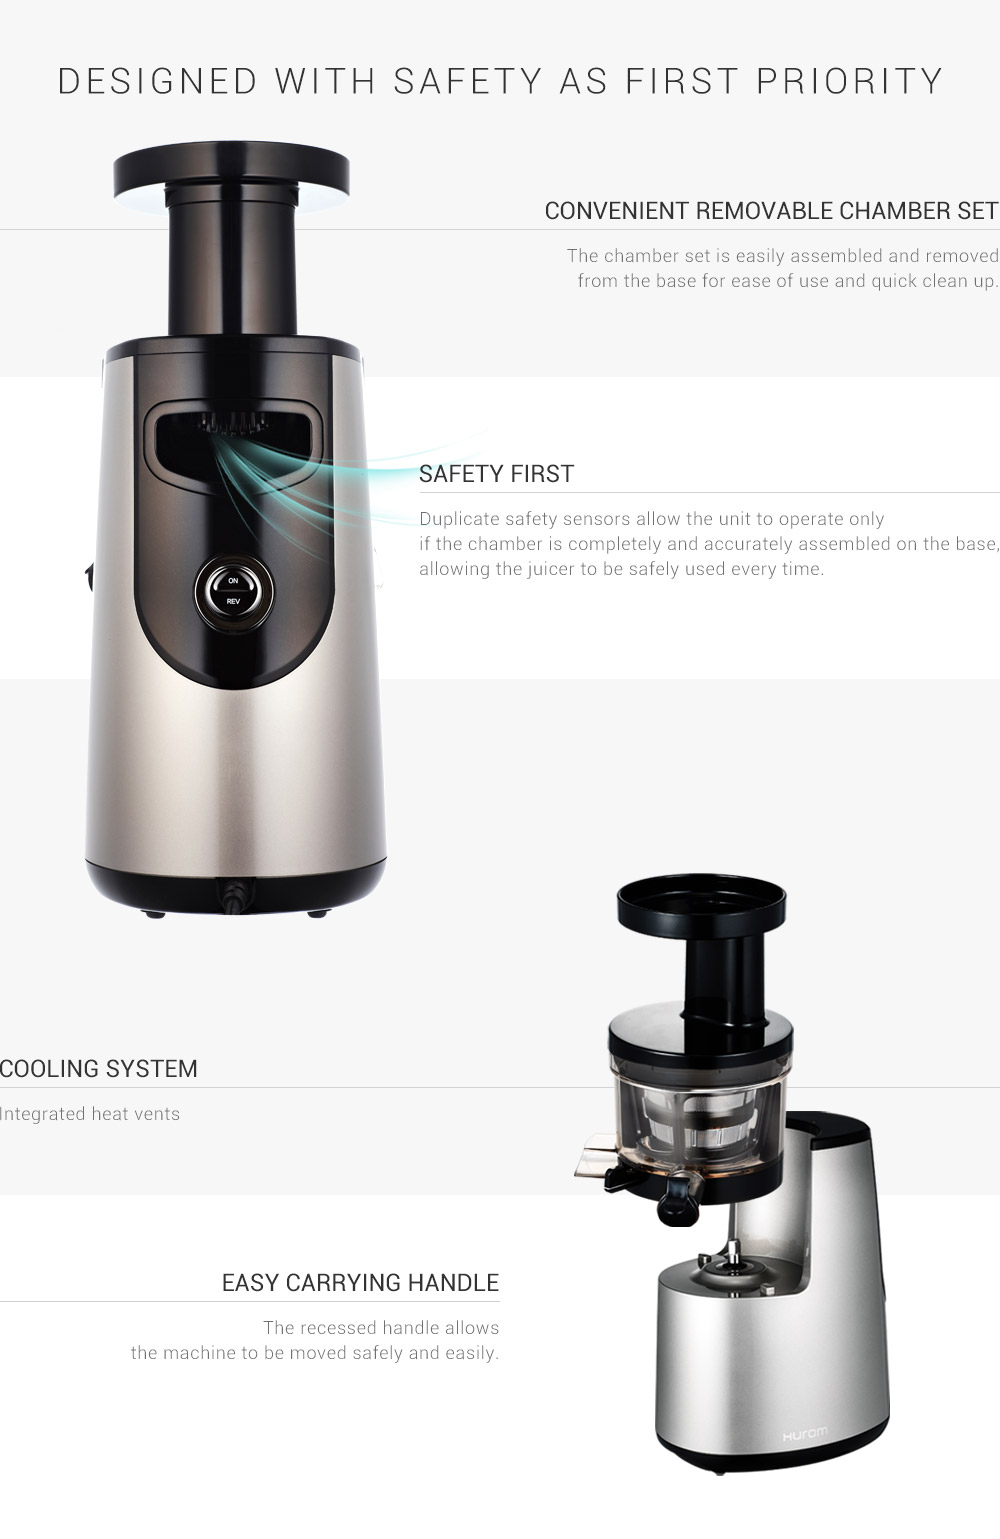 DESIGNED WITH SAFETY AS FIRST PRIORITY
CONVENIENT REMOVABLE CHAMBER SET
The chamber set is easily assembled and removed
from the base for ease of use and quick clean up.
SAFETY FIRST
Duplicate safety sensors allow the unit to operate only
if the chamber is completely and accurately assembled on the base,
allowing the juicer to be safely used every time.
ON
REV
COOLING SYSTEM
Integrated heat vents
EASY CARRYING HANDLE
The recessed handle allows
the machine to be moved safely and easily.
Hurom